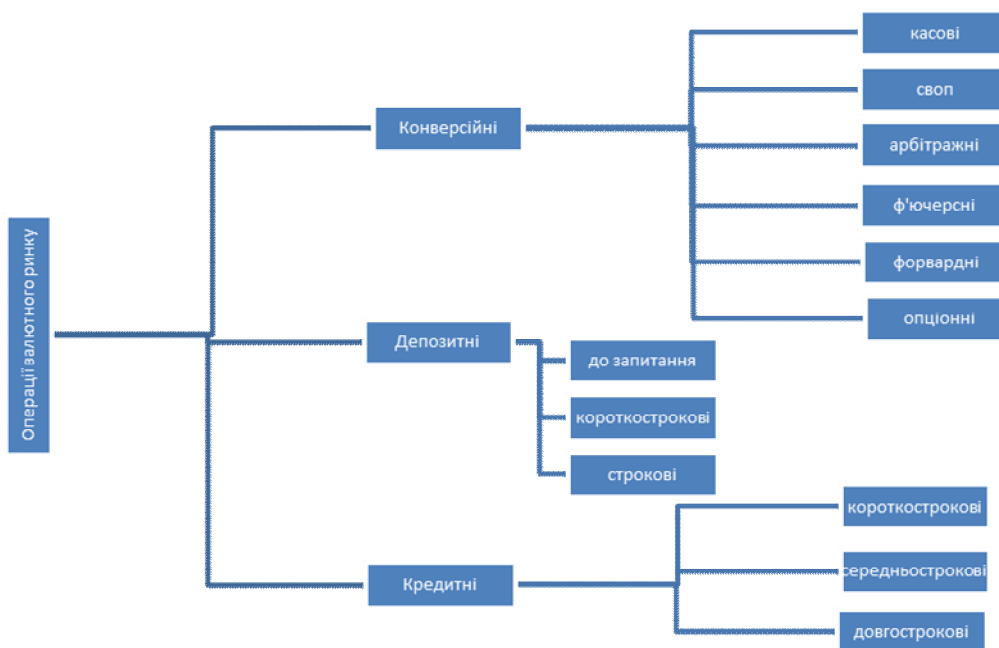 Операції валютного ринку
Конверсійні
касові
своп
арбітражні
ф'ючерсні
форвардні
опціонні
Депозитні
до запитання
короткострокові
строкові
Кредитні
короткострокові
середньострокові
довгострокові